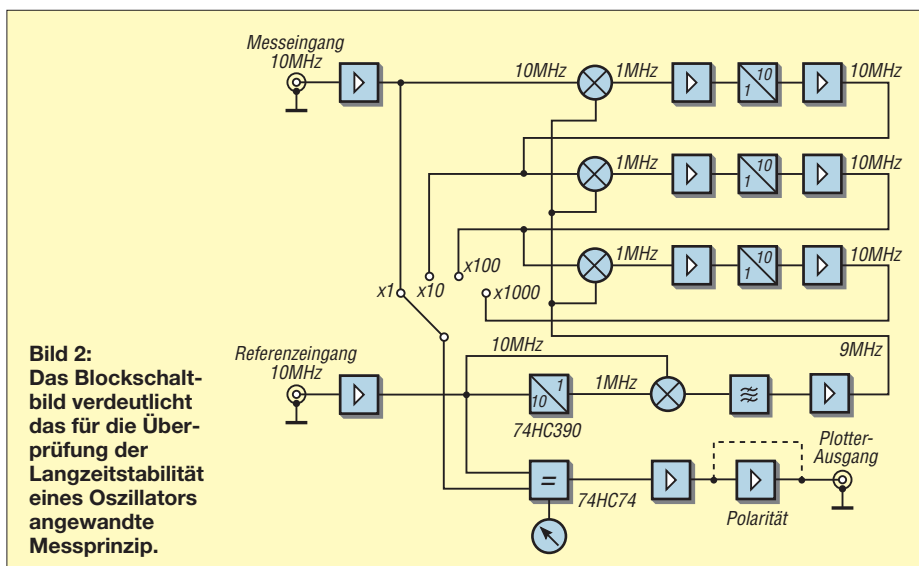 Messeingang
10MHz
10MHz
1MHz
10
1
10MHz
1MHz
10
1
10MHz
1MHz
10
1
10MHz
x1
x10
x100
x1000
Bild 2:
Das Blockschalt-
bild verdeutlicht
das für die Über-
prüfung der
Langzeitstabilität
eines Oszillators
angewandte
Messprinzip.
Referenzeingang
10MHz
10MHz
9MHz
1
10
1MHz
74HC390
=
74HC74
Polarität
Plotter-
Ausgang